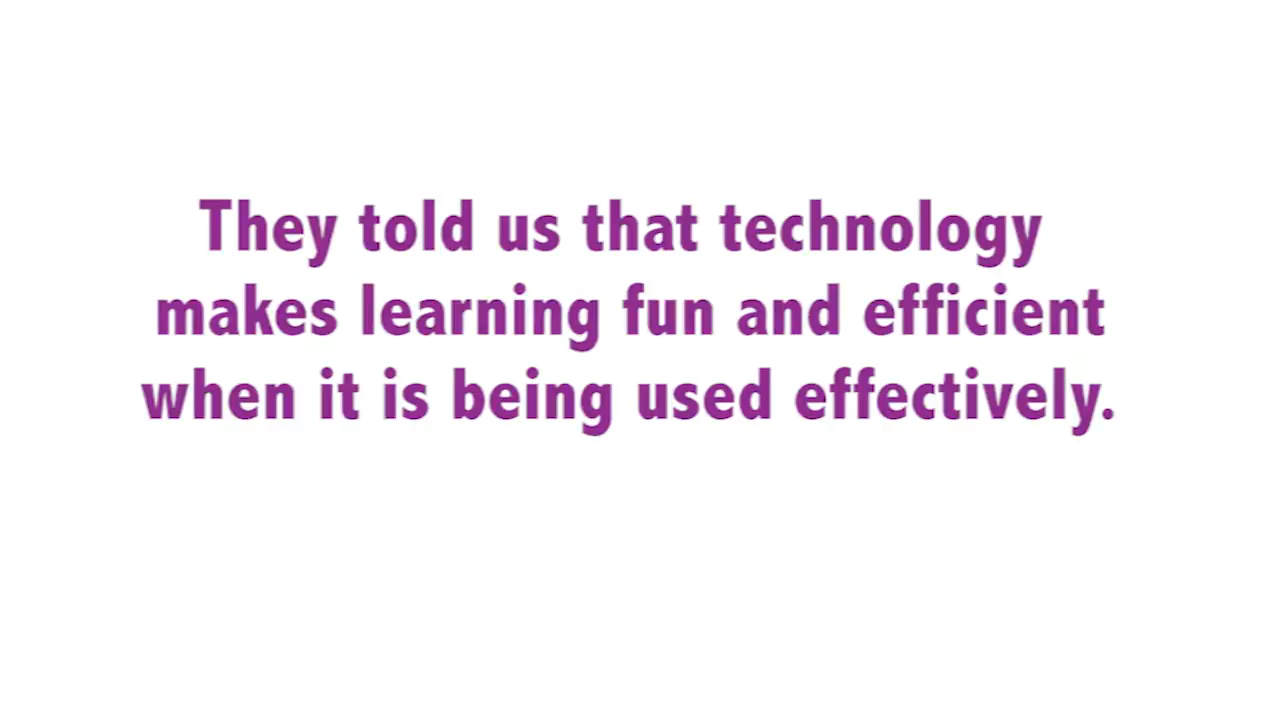 They told us that technology
makes learning fun and efficient
when it is being used effectively.